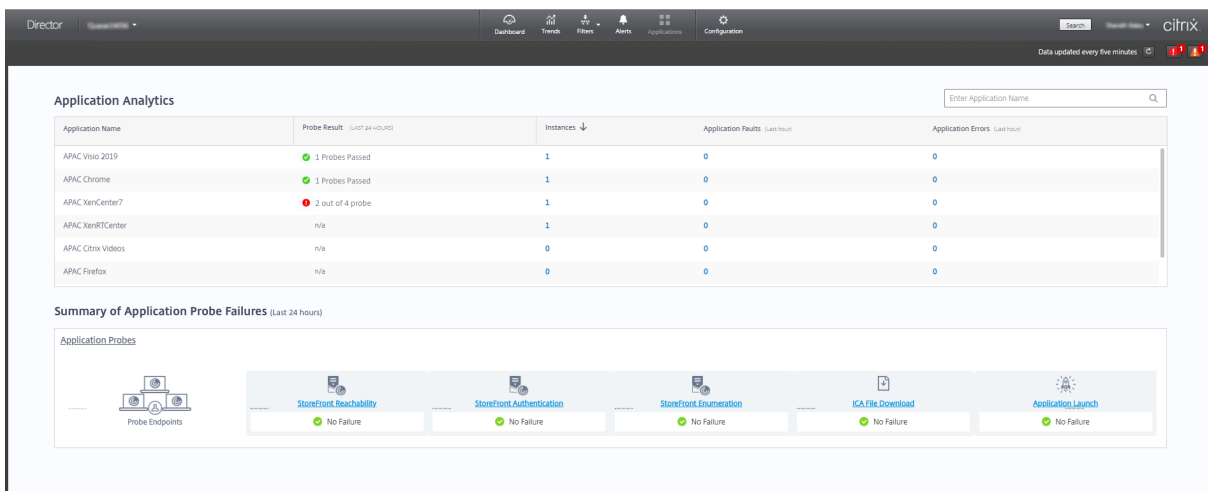 Director
Dashboard Trends Filters Alerts Applications Configuration
Search
citrix
Data updated every five minutes
1 1
Application Analytics
Enter Application Name
Application Name Probe Result (LAST 24 HOURS) Instances Application Faults (Last hour) Application Errors (Last hour)
APAC Visio 2019 1 Probes Passed 1 0 0
APAC Chrome 1 Probes Passed 1 0 0
APAC XenCenter7 2 out of 4 probe 1 0 0
APAC XenRTCenter n/a 1 0 0
APAC Citrix Videos n/a 0 0 0
APAC Firefox n/a 0 0 0
Summary of Application Probe Failures (Last 24 hours)
Application Probes
StoreFront Reachability StoreFront Authentication StoreFront Enumeration ICA File Download Application Launch
Probe Endpoints No Failure No Failure No Failure No Failure No Failure